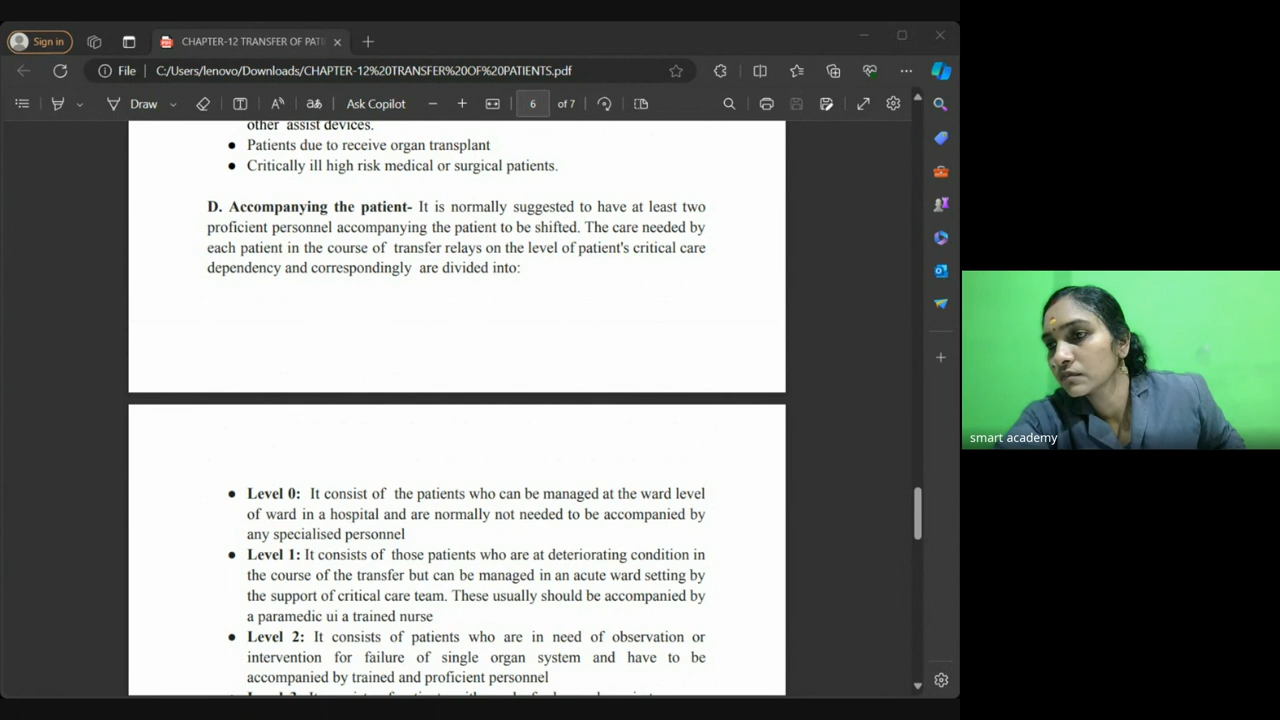 Sign in
CHAPTER-12 TRANSFER OF PATI
File
C:/Users/lenovo/Downloads/CHAPTER-12%20TRANSFER%20OF%20PATIENTS.pdf
Draw
Ask Copilot
6 of 7
other assist devices.
● Patients due to receive organ transplant
● Critically ill high risk medical or surgical patients.
D. Accompanying the patient- It is normally suggested to have at least two
proficient personnel accompanying the patient to be shifted. The care needed by
each patient in the course of transfer relays on the level of patient's critical care
dependency and correspondingly are divided into:
● Level 0: It consist of the patients who can be managed at the ward level
of ward in a hospital and are normally not needed to be accompanied by
any specialised personnel
● Level 1: It consists of those patients who are at deteriorating condition in
the course of the transfer but can be managed in an acute ward setting by
the support of critical care team. These usually should be accompanied by
a paramedic ui a trained nurse
● Level 2: It consists of patients who are in need of observation or
intervention for failure of single organ system and have to be
accompanied by trained and proficient personnel
smart academy